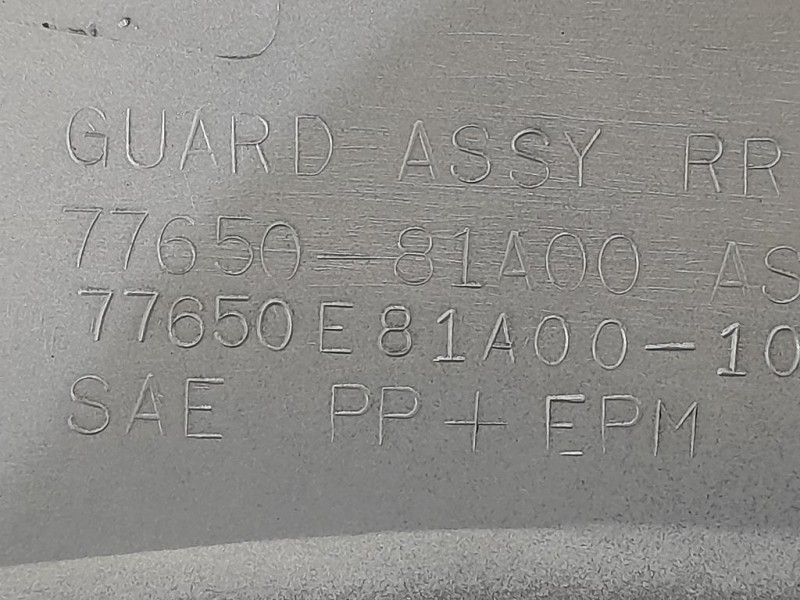 GUARD ASSY RR
77650-81A00 AS
77650E81A00-10
SAE PP+EPM